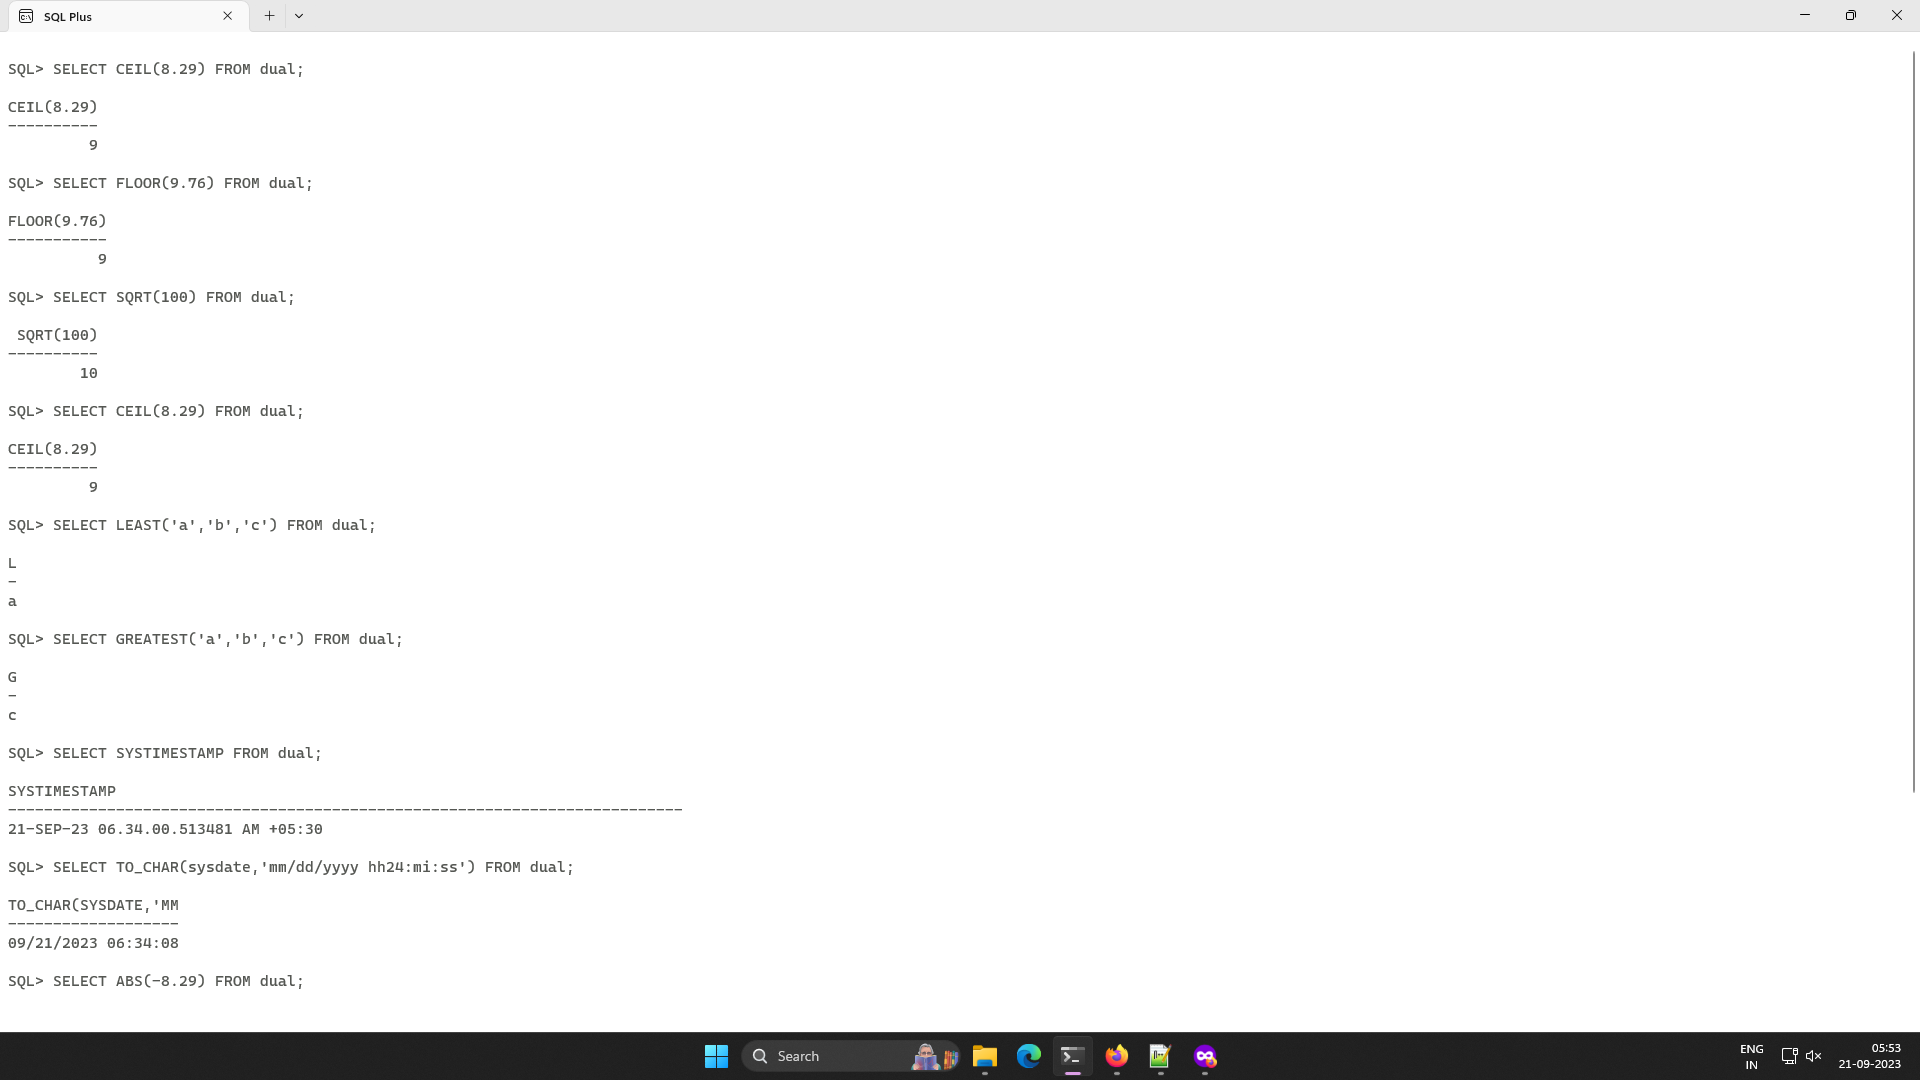 SQL Plus
SQL> SELECT CEIL(8.29) FROM dual;
CEIL(8.29)
----------
         9
SQL> SELECT FLOOR(9.76) FROM dual;
FLOOR(9.76)
-----------
          9
SQL> SELECT SQRT(100) FROM dual;
 SQRT(100)
----------
        10
SQL> SELECT CEIL(8.29) FROM dual;
CEIL(8.29)
----------
         9
SQL> SELECT LEAST('a','b','c') FROM dual;
L
-
a
SQL> SELECT GREATEST('a','b','c') FROM dual;
G
-
c
SQL> SELECT SYSTIMESTAMP FROM dual;
SYSTIMESTAMP
---------------------------------------------------------------------------
21-SEP-23 06.34.00.513481 AM +05:30
SQL> SELECT TO_CHAR(sysdate,'mm/dd/yyyy hh24:mi:ss') FROM dual;
TO_CHAR(SYSDATE,'MM
-------------------
09/21/2023 06:34:08
SQL> SELECT ABS(-8.29) FROM dual;
Search
ENG
IN
05:53
21-09-2023